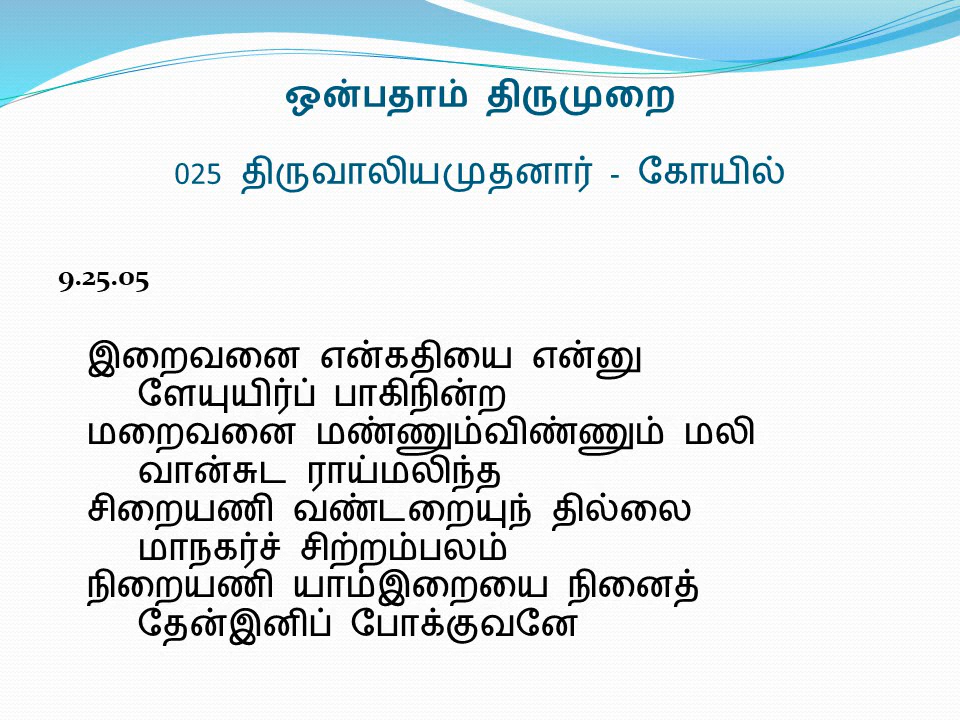 ஒன்பதாம் திருமுறை
025 திருவாலியமுதனார் - கோயில்
9.25.05
இறைவனை என்கதியை என்னு
ளேயுயிர்ப் பாகிநின்ற
மறைவனை மண்ணும்விண்ணும் மலி
வான்சுட ராய்மலிந்த
சிறையணி வண்டறையுந் தில்லை
மாநகர்ச் சிற்றம்பலம்
நிறையணி யாம்இறையை நினைத்
தேன்இனிப் போக்குவனே